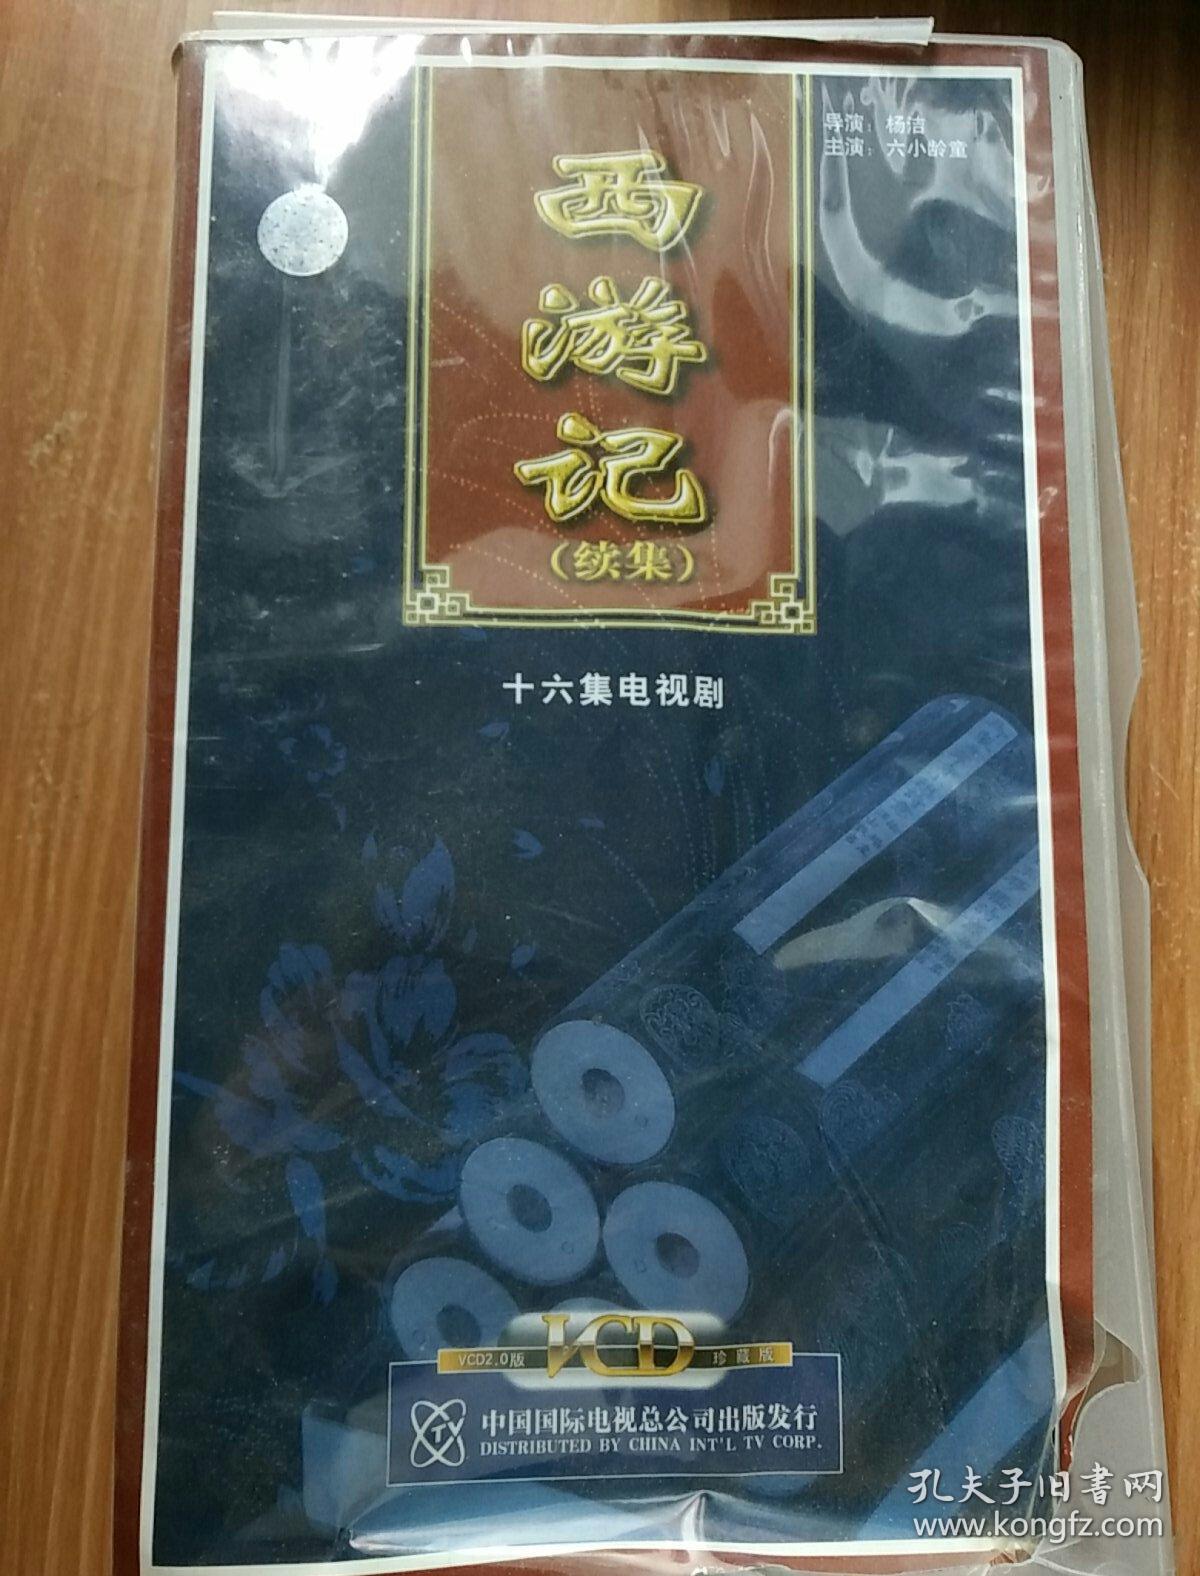 导演：杨洁
主演：六小龄童
西游记
（续集）
十六集电视剧
VCD
VCD2.0版
珍藏版
TV
中国国际电视总公司出版发行
DISTRIBUTED BY CHINA INT'L TV CORP.
孔夫子旧书网
www.kongfz.com